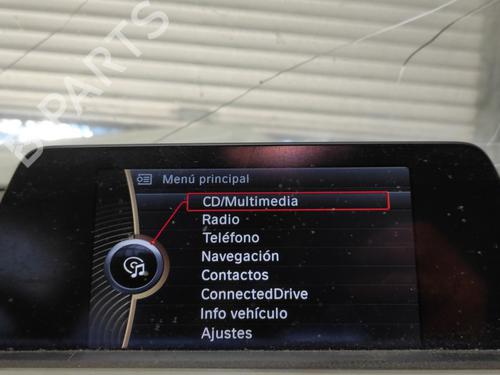 B PARTS
Menú principal
CD/Multimedia
Radio
Teléfono
Navegación
Contactos
ConnectedDrive
Info vehículo
Ajustes